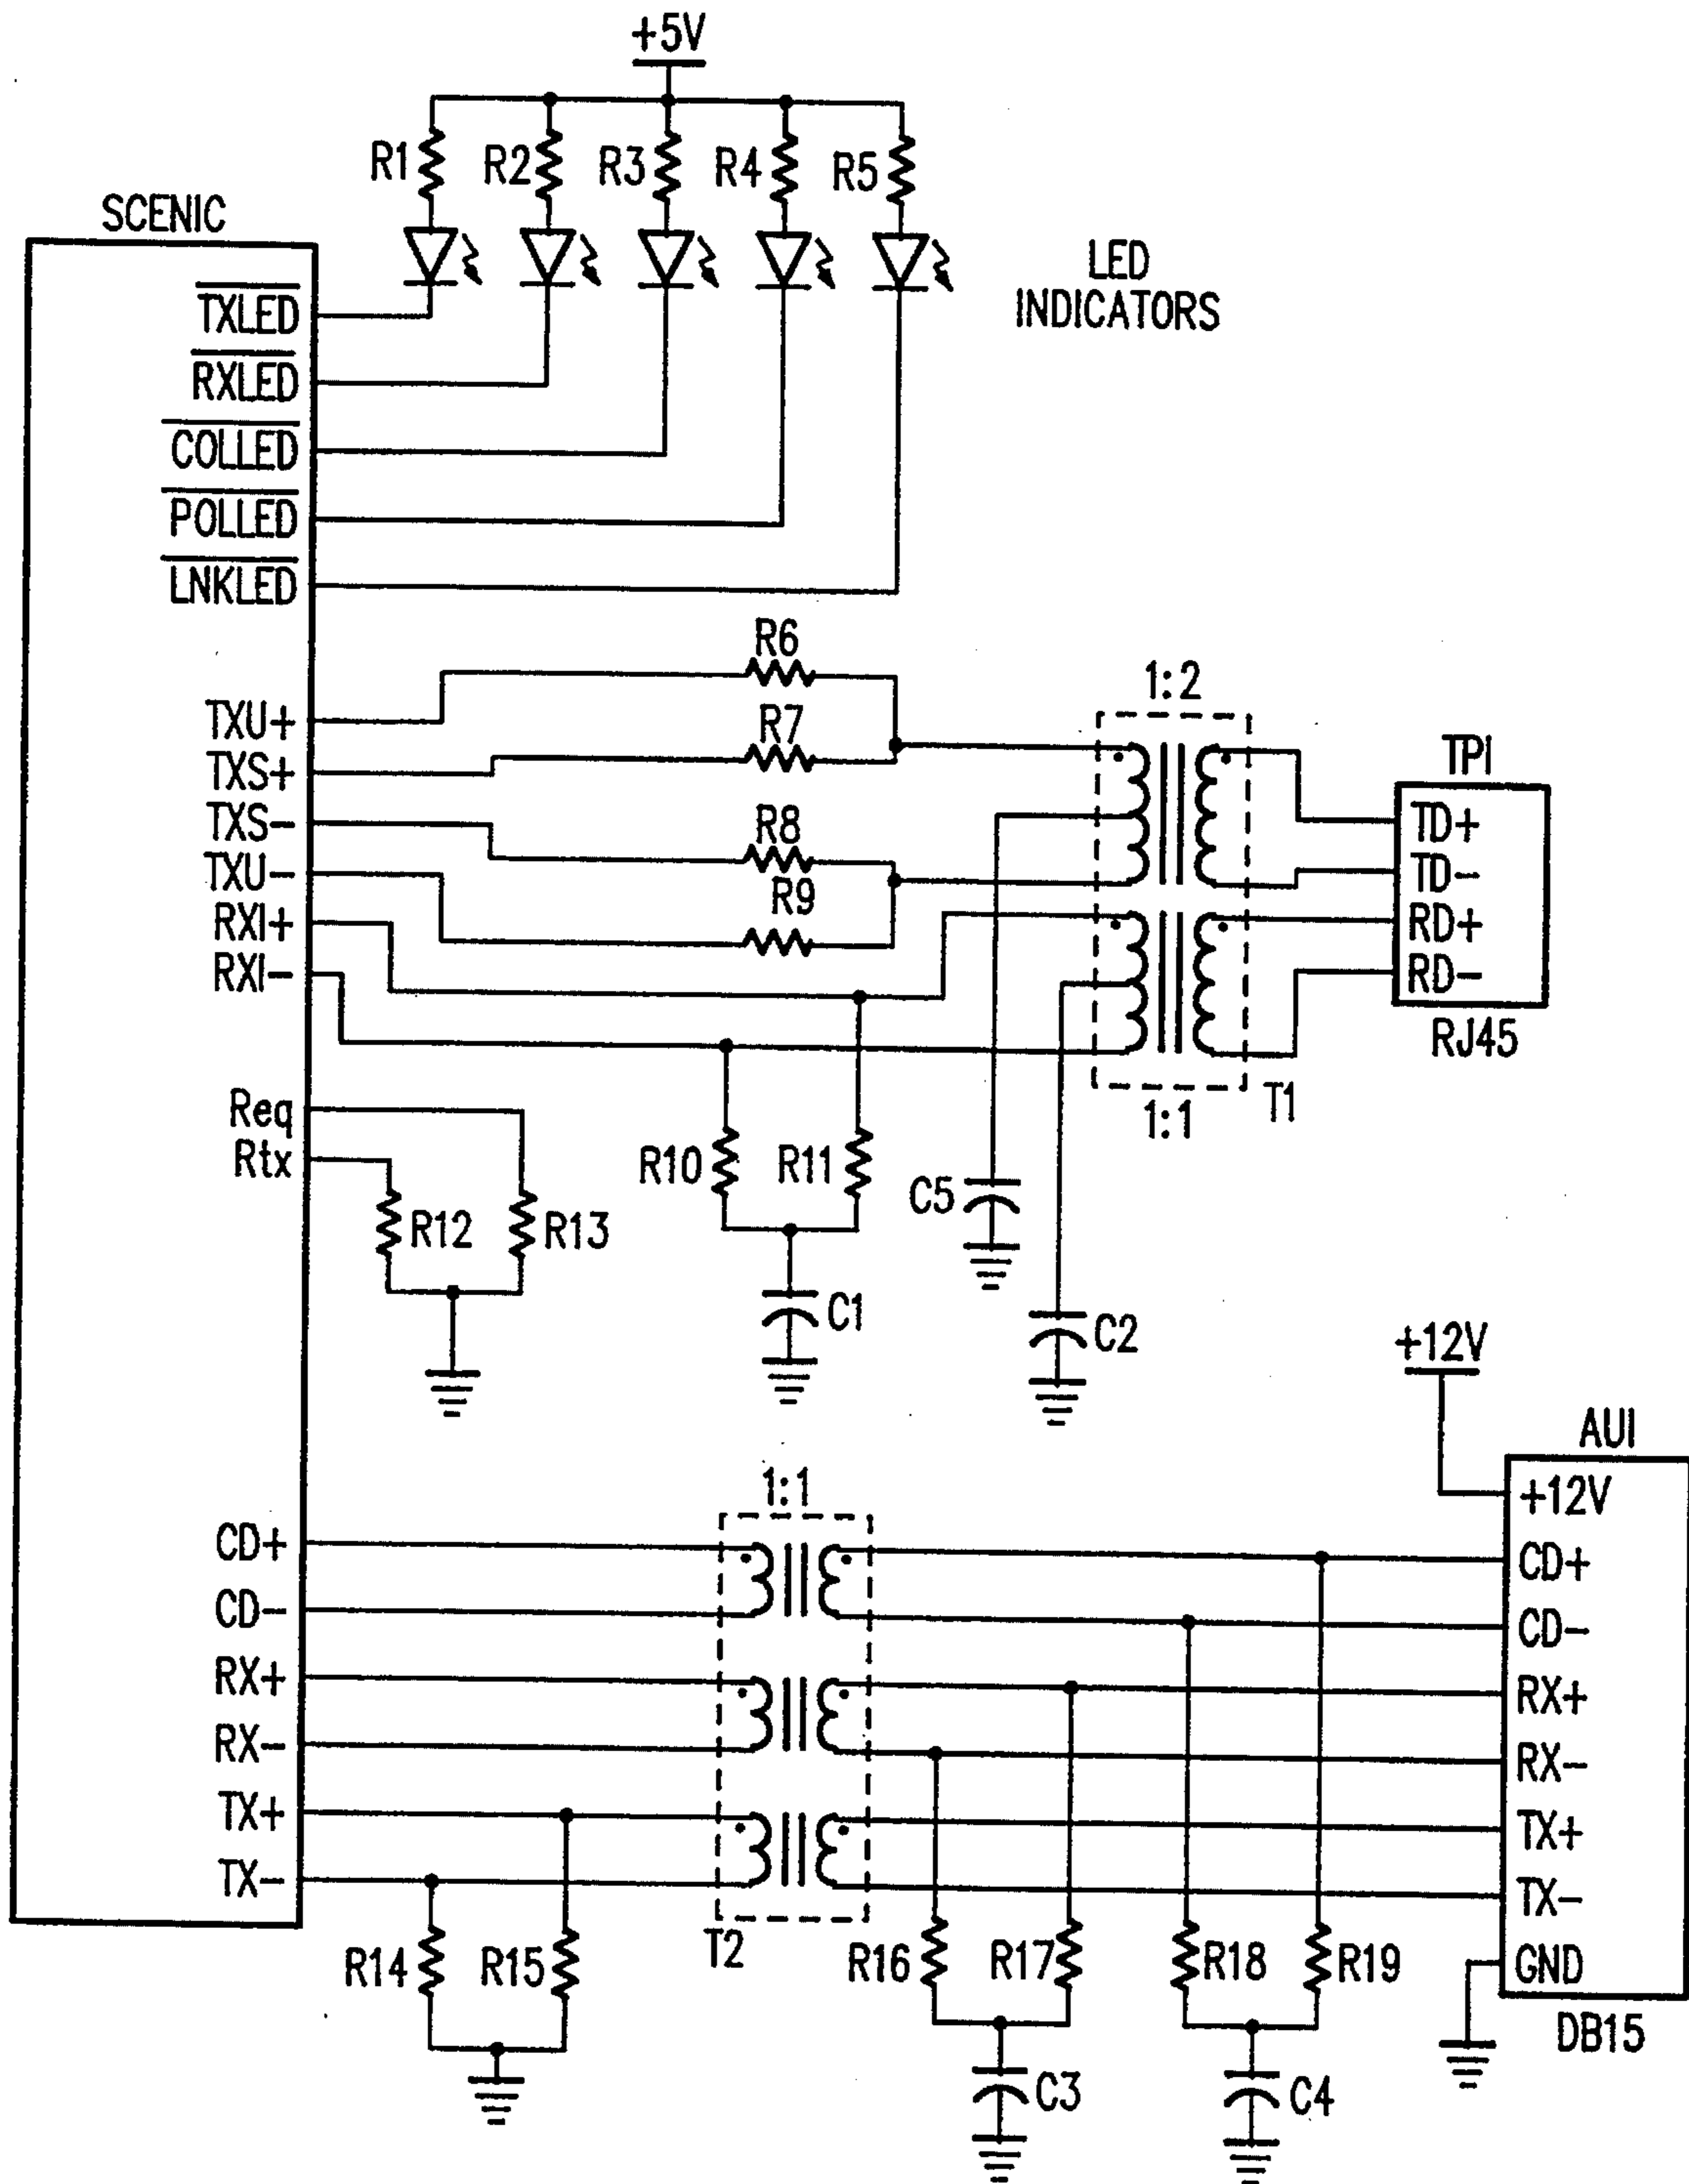 +5V
R1
R2
R3
R4
R5
SCENIC
LED
INDICATORS
TXLED
RXLED
COLLED
POLLED
LNKLED
R6
1:2
TXU+
R7
TPI
TXS+
TD+
TXS-
R8
TXU-
TD-
R9
RXI+
RD+
RXI-
RD-
RJ45
Req
1:1
T1
Rtx
R10
R11
C5
R12
R13
C1
C2
+12V
AUI
1:1
+12V
CD+
CD+
CD-
CD-
RX+
RX+
RX-
RX-
TX+
TX+
TX-
TX-
T2
R14
R15
R16
R17
R18
R19
GND
DB15
C3
C4